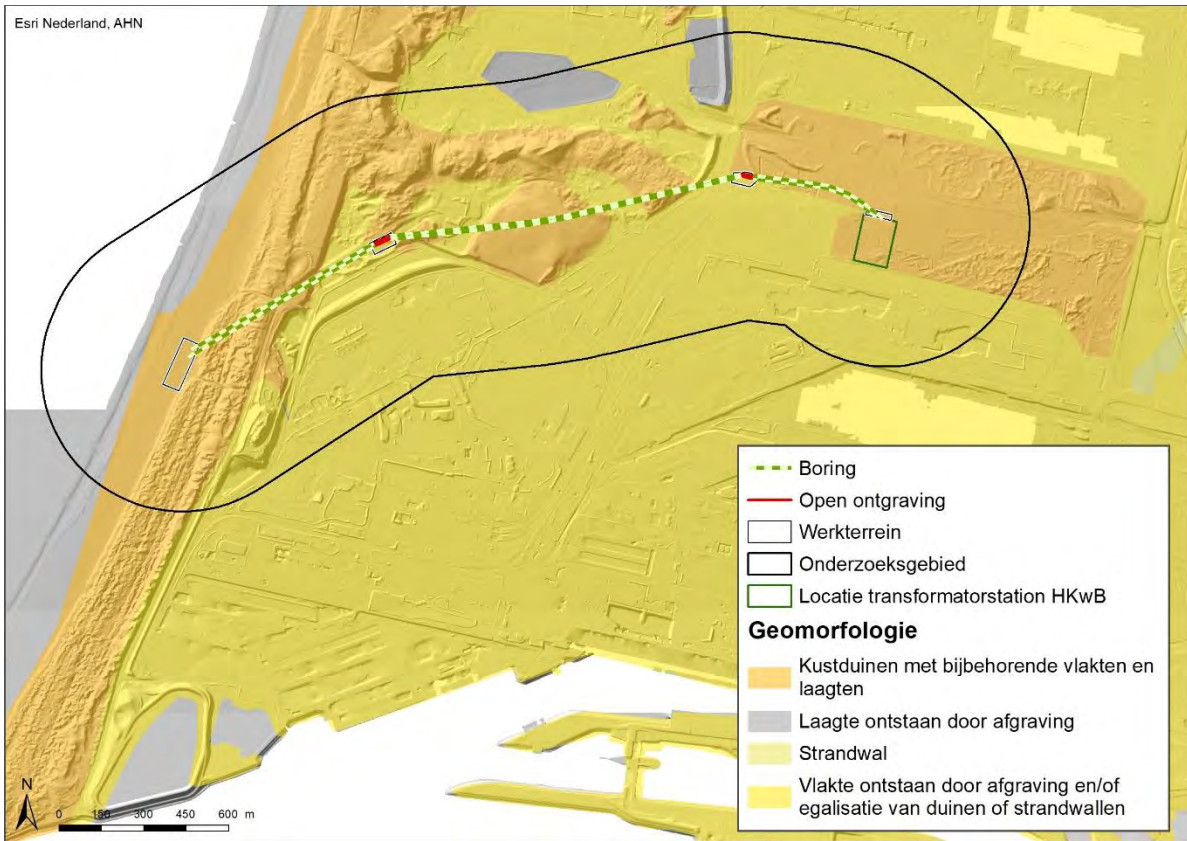 Esri Nederland, AHN
Boring
Open ontgraving
Werkterrein
Onderzoeksgebied
Locatie transformatorstation HKwB
Geomorfologie
Kustduinen met bijbehorende vlakten en
laagten
Laagte ontstaan door afgraving
Strandwal
Vlakte ontstaan door afgraving en/of
egalisatie van duinen of strandwallen
N
0 150 300 450 600 m